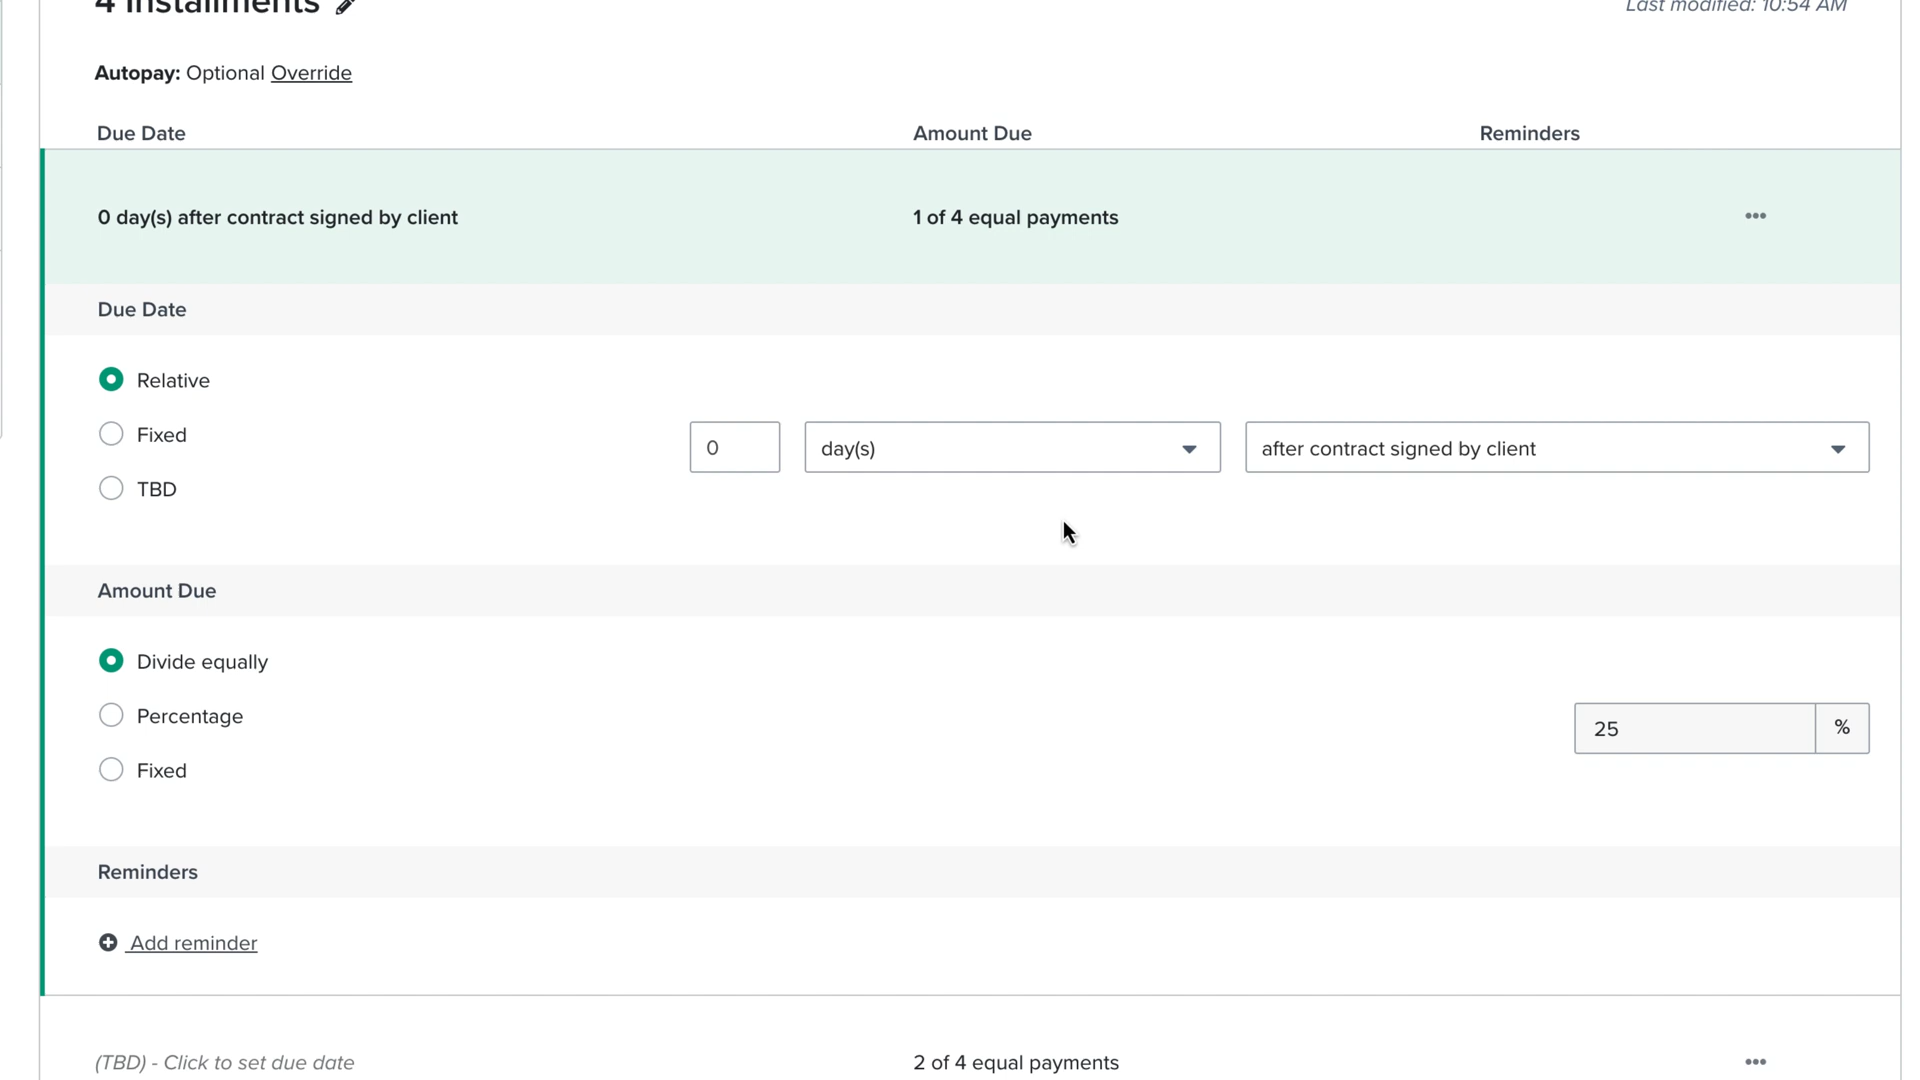 4 Installments
Last modified: 10:54 AM
Autopay: Optional Override
Due Date Amount Due Reminders
0 day(s) after contract signed by client 1 of 4 equal payments
Due Date
Relative
Fixed
0 day(s) after contract signed by client
TBD
Amount Due
Divide equally
Percentage
25 %
Fixed
Reminders
Add reminder
(TBD) - Click to set due date 2 of 4 equal payments